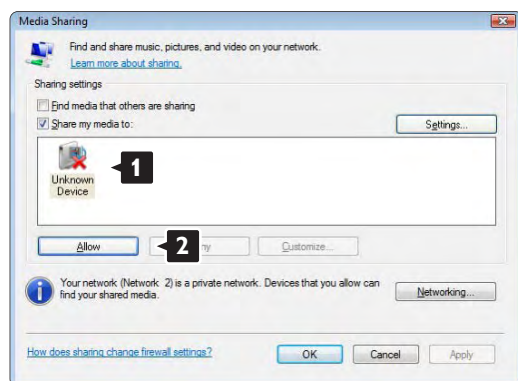 Media Sharing
Find and share music, pictures, and video on your network.
Learn more about sharing.
Sharing settings
Find media that others are sharing
Share my media to:
Settings...
Unknown
Device
1
Allow
2
Customize...
Your network (Network 2) is a private network. Devices that you allow can
find your shared media.
Networking...
How does sharing change firewall settings?
OK
Cancel
Apply